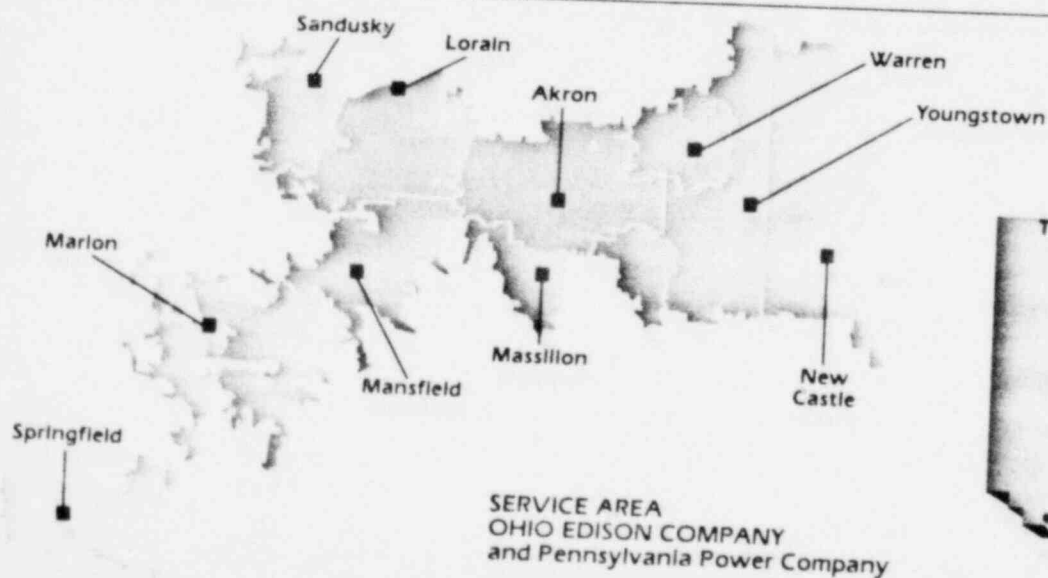 Sandusky
Lorain
Akron
Warren
Youngstown
Marion
Mansfield
Massillon
New
Castle
Springfield
T
SERVICE AREA
OHIO EDISON COMPANY
and Pennsylvania Power Company